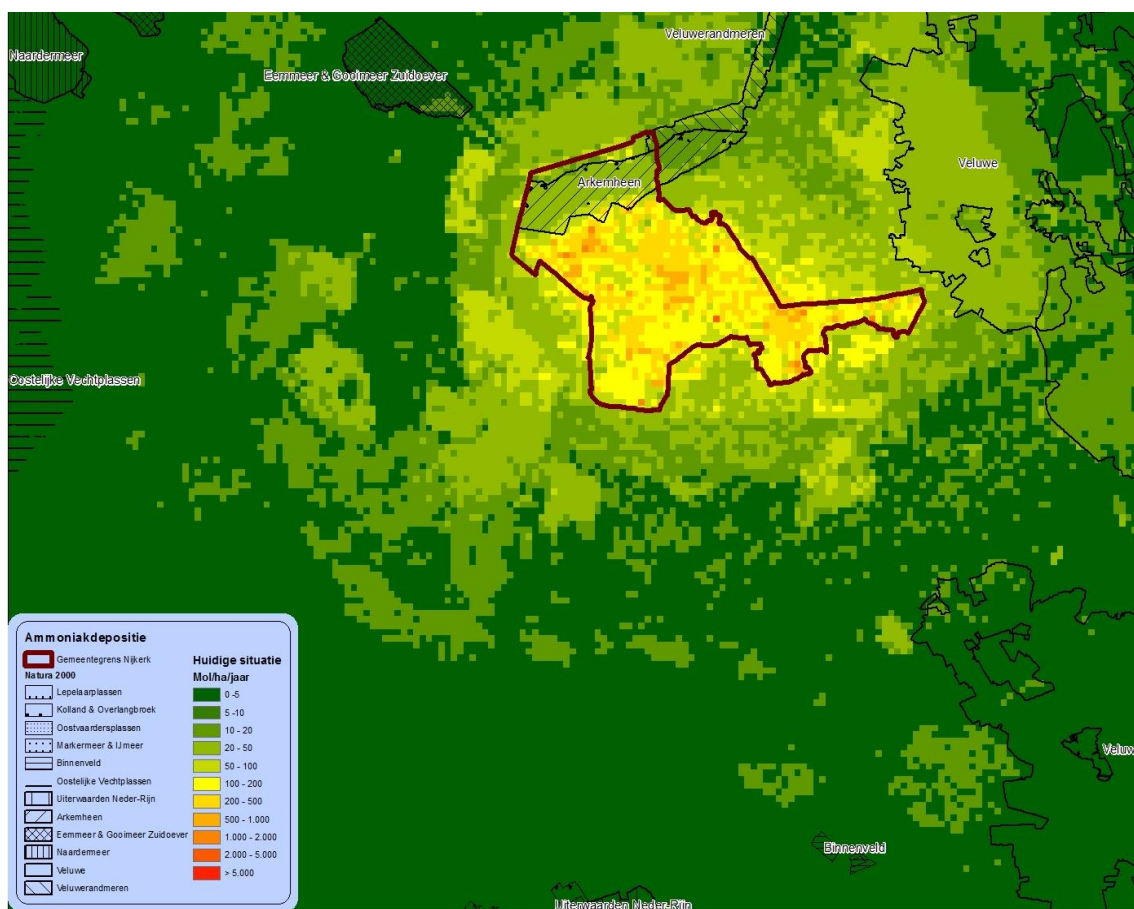 Naardermeer
Eemmeer & Gooimeer Zuidoever
Veluwerandmeren
Arkemheen
Veluwe
Oostelijke Vechtplassen
Veluwe
Binnenveld
Uiterwaarden Neder-Rijn
Ammoniakdepositie
Gemeentegrens Nijkerk
Natura 2000
Lepelaarplassen
Kolland & Overlangbroek
Oostvaardersplassen
Markermeer & IJmeer
Binnenveld
Oostelijke Vechtplassen
Uiterwaarden Neder-Rijn
Arkemheen
Eemmeer & Gooimeer Zuidoever
Naardermeer
Veluwe
Veluwerandmeren
Huidige situatie
Mol/ha/jaar
0 -5
5 -10
10 - 20
20 - 50
50 - 100
100 - 200
200 - 500
500 - 1.000
1.000 - 2.000
2.000 - 5.000
> 5.000